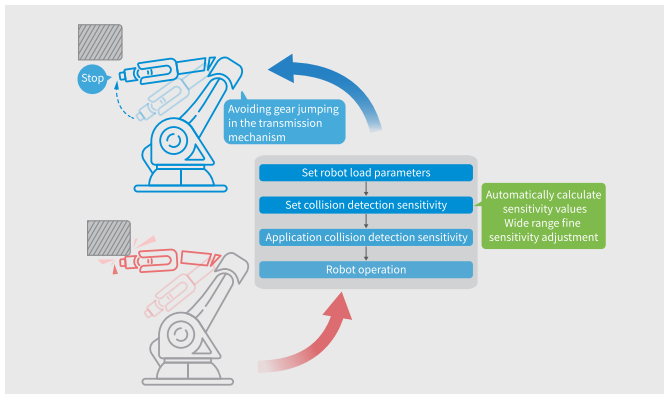 Stop
Avoiding gear jumping
in the transmission
mechanism
Set robot load parameters
Set collision detection sensitivity
Application collision detection sensitivity
Robot operation
Automatically calculate
sensitivity values
Wide range fine
sensitivity adjustment